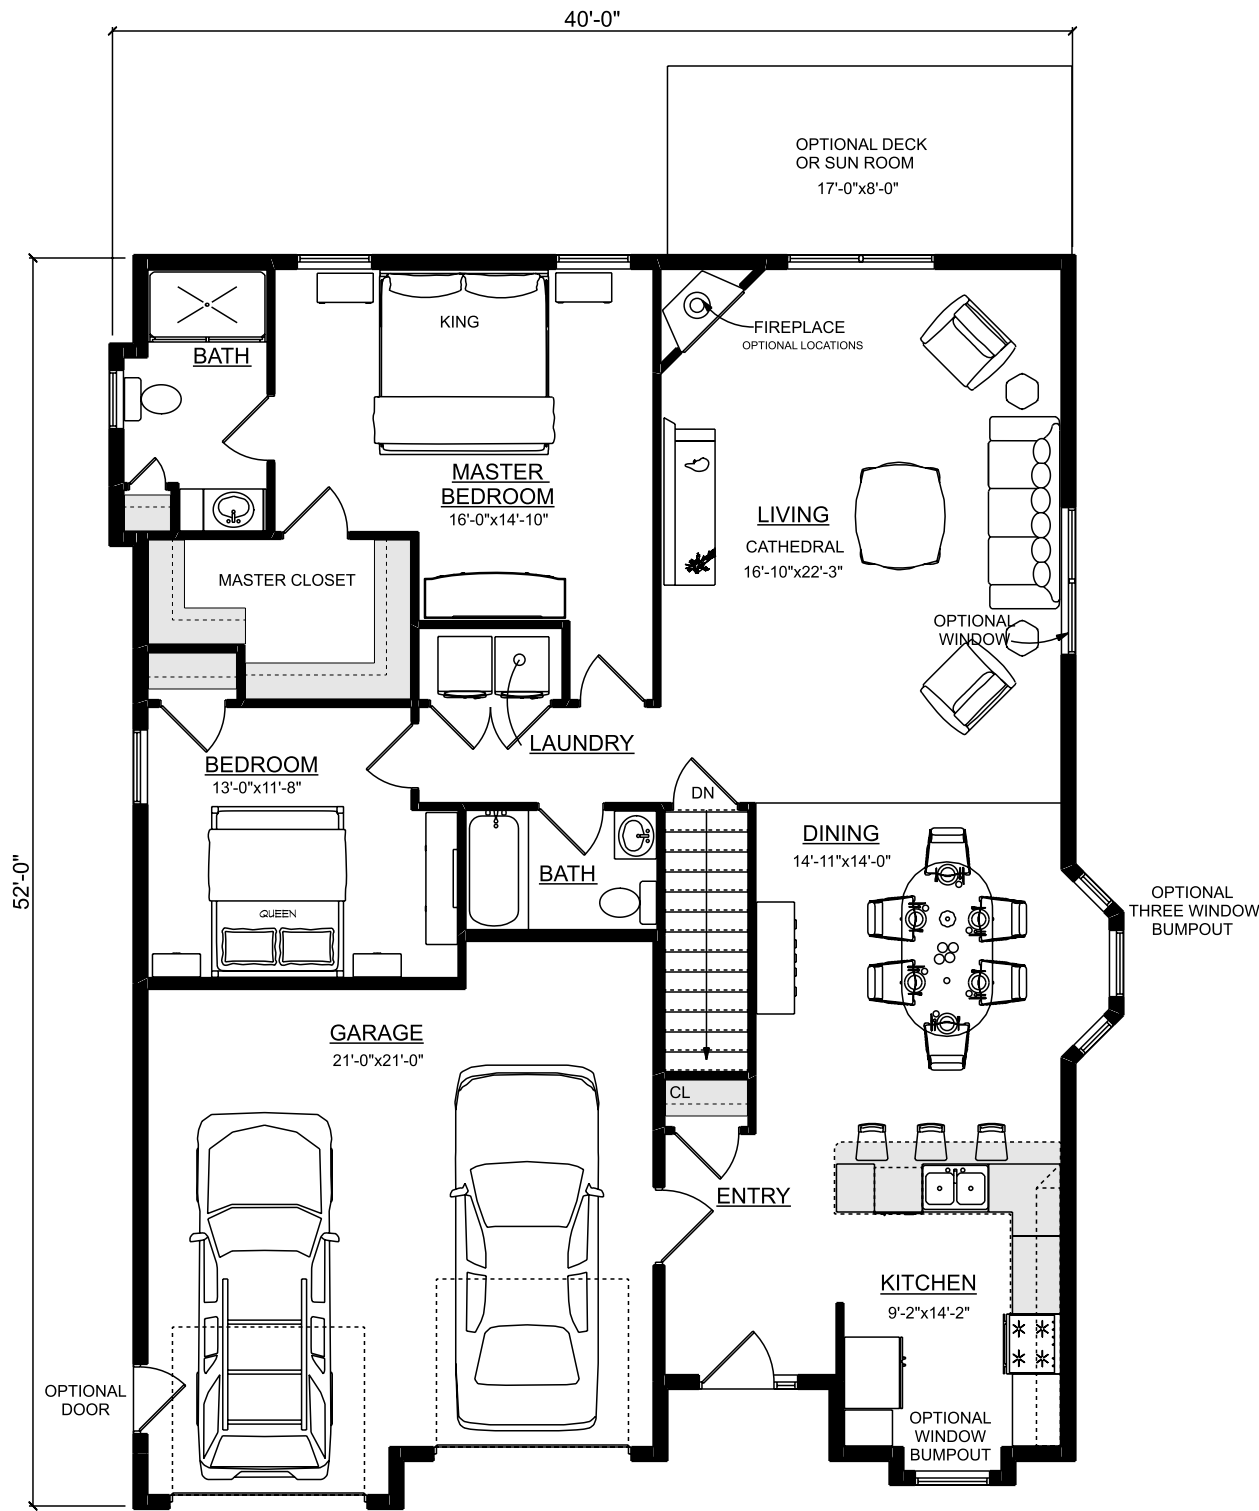 40'-0"
OPTIONAL DECK
OR SUN ROOM
17'-0"x8'-0"
BATH
KING
FIREPLACE
OPTIONAL LOCATIONS
MASTER
BEDROOM
16'-0"x14'-10"
LIVING
CATHEDRAL
16'-10"x22'-3"
MASTER CLOSET
OPTIONAL
WINDOW
LAUNDRY
BEDROOM
13'-0"x11'-8"
DN
DINING
14'-11"x14'-0"
BATH
52'-0"
QUEEN
OPTIONAL
THREE WINDOW
BUMPOUT
GARAGE
21'-0"x21'-0"
CL
ENTRY
KITCHEN
9'-2"x14'-2"
OPTIONAL
DOOR
OPTIONAL
WINDOW
BUMPOUT